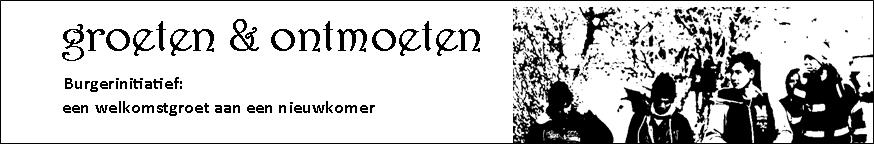 groeten & ontmoeten
Burgerinitiatief:
een welkomstgroet aan een nieuwkomer